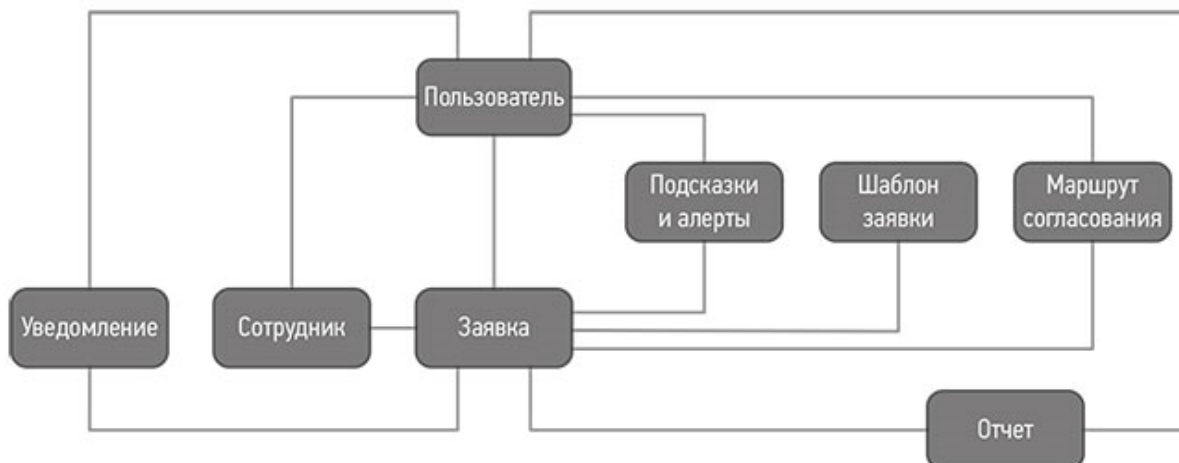 Пользователь
Подсказки
и алерты
Шаблон
заявки
Маршрут
согласования
Уведомление
Сотрудник
Заявка
Отчет